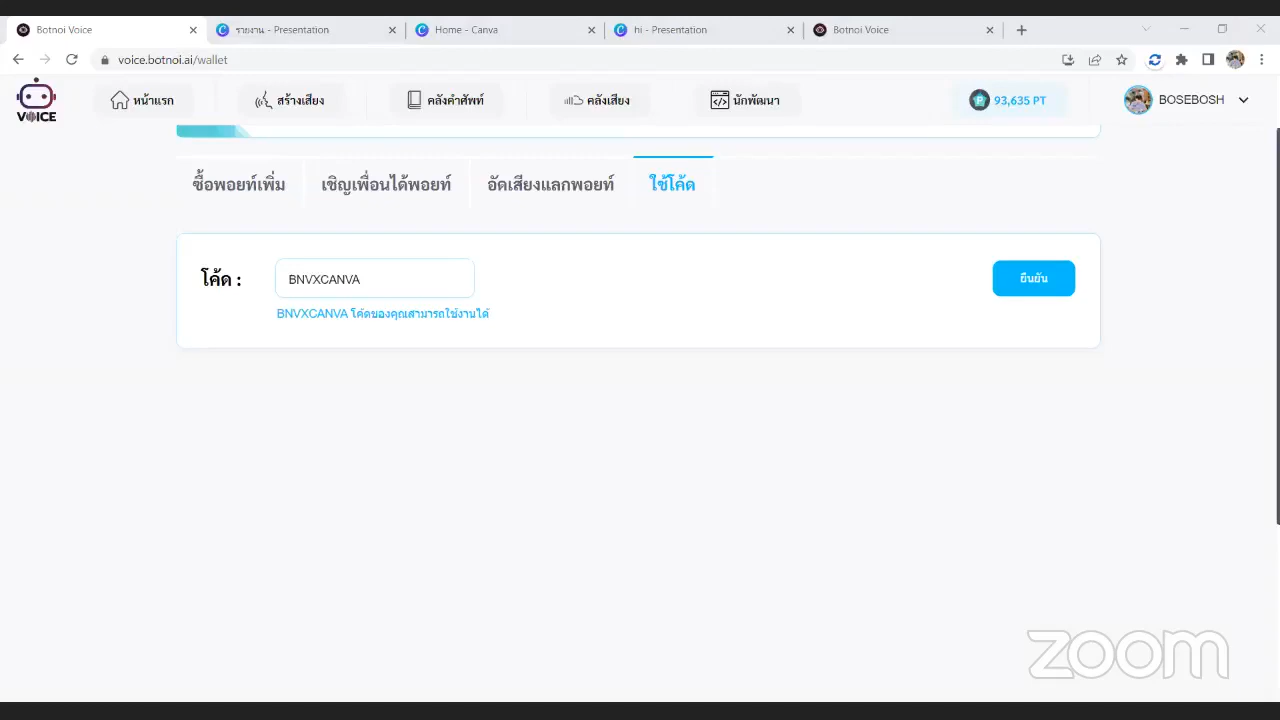 Botnoi Voice
รายงาน - Presentation
Home - Canva
hi - Presentation
Botnoi Voice
voice.botnoi.ai/wallet
VOICE
หน้าแรก
สร้างเสียง
คลังคำศัพท์
คลังเสียง
นักพัฒนา
P 93,635 PT
BOSEBOSH
ซื้อพอยท์เพิ่ม
เชิญเพื่อนได้พอยท์
อัดเสียงแลกพอยท์
ใช้โค้ด
โค้ด :
BNVXCANVA
ยืนยัน
BNVXCANVA โค้ดของคุณสามารถใช้งานได้
zoom